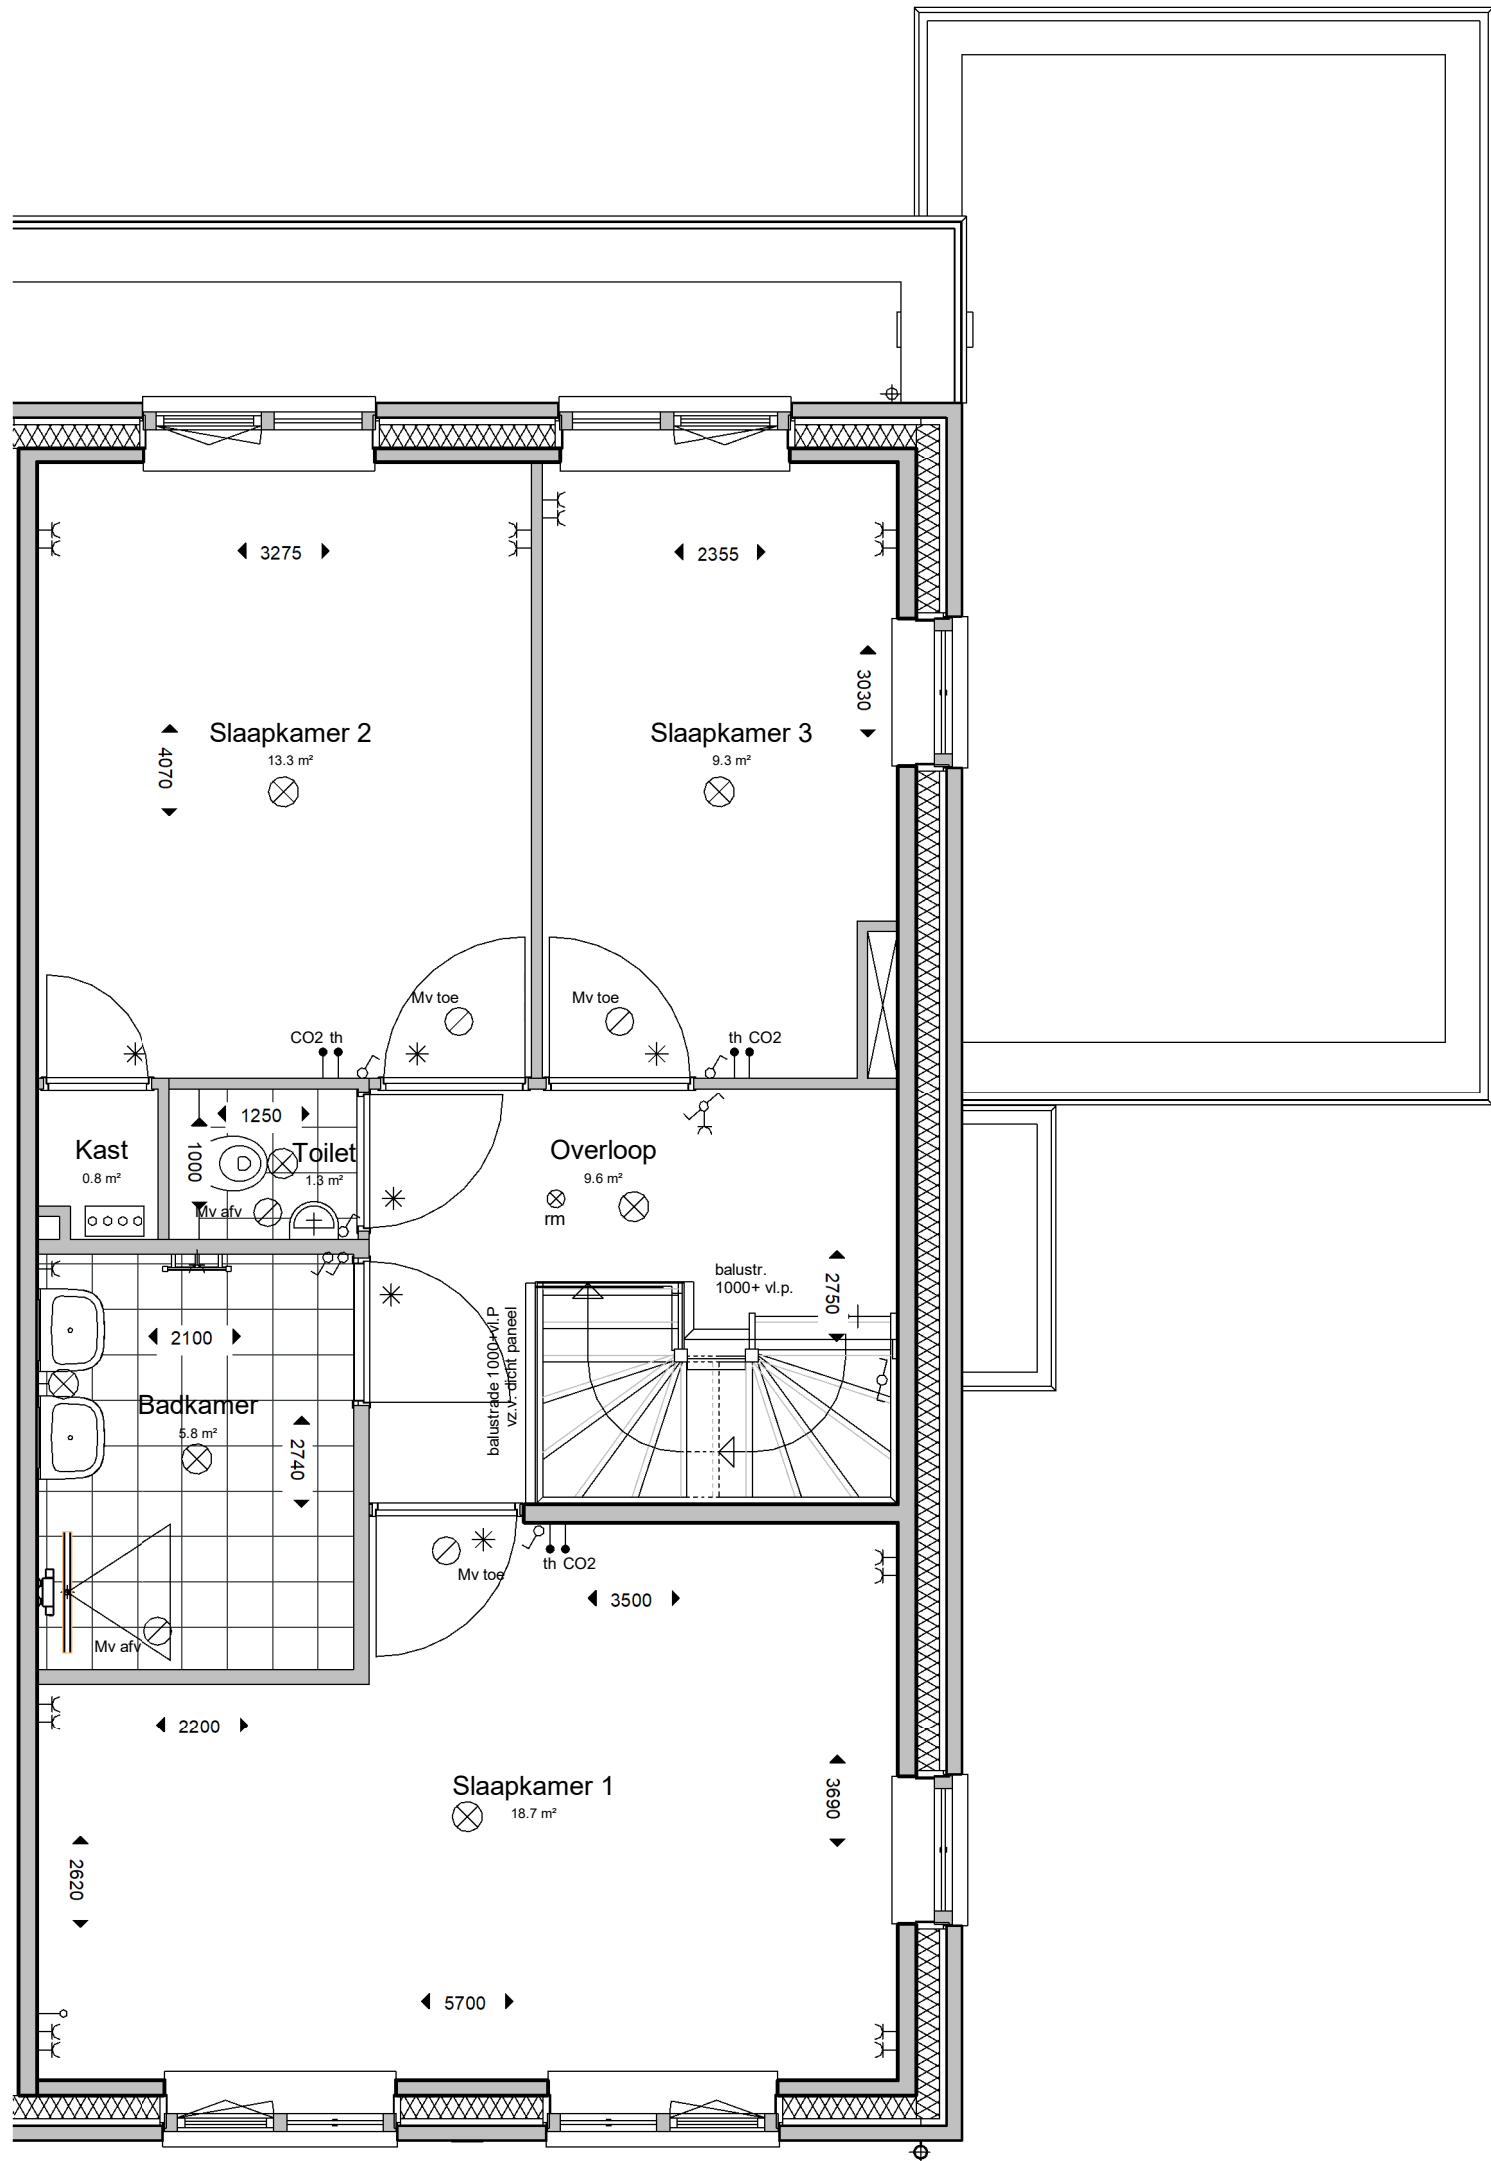 3275
2355
3030
Slaapkamer 2
13.3 m²
4070
Slaapkamer 3
9.3 m²
Mv toe
Mv toe
CO2 th
th CO2
1250
1000
Kast
0.8 m²
Toilet
1.3 m²
Mv afv
Overloop
9.6 m²
rm
balustr.
1000+ vl.p.
2750
balustrade 1000+vl.P
vz.v. dicht paneel
2100
Badkamer
5.8 m²
2740
Mv afv
Mv toe
th CO2
3500
2200
Slaapkamer 1
18.7 m²
3690
2620
5700